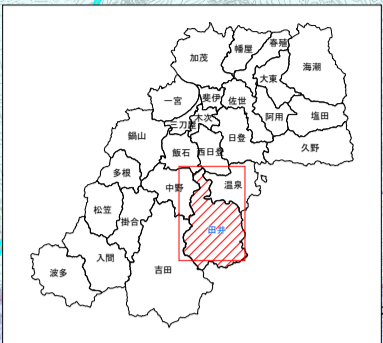 春殖
幡屋
加茂
海潮
大東
斐伊
佐世
一宮
木次
阿用
塩田
三刀屋
日登
鍋山
久野
飯石
西日登
多根
中野
温泉
松笠
掛合
田井
入間
吉田
波多